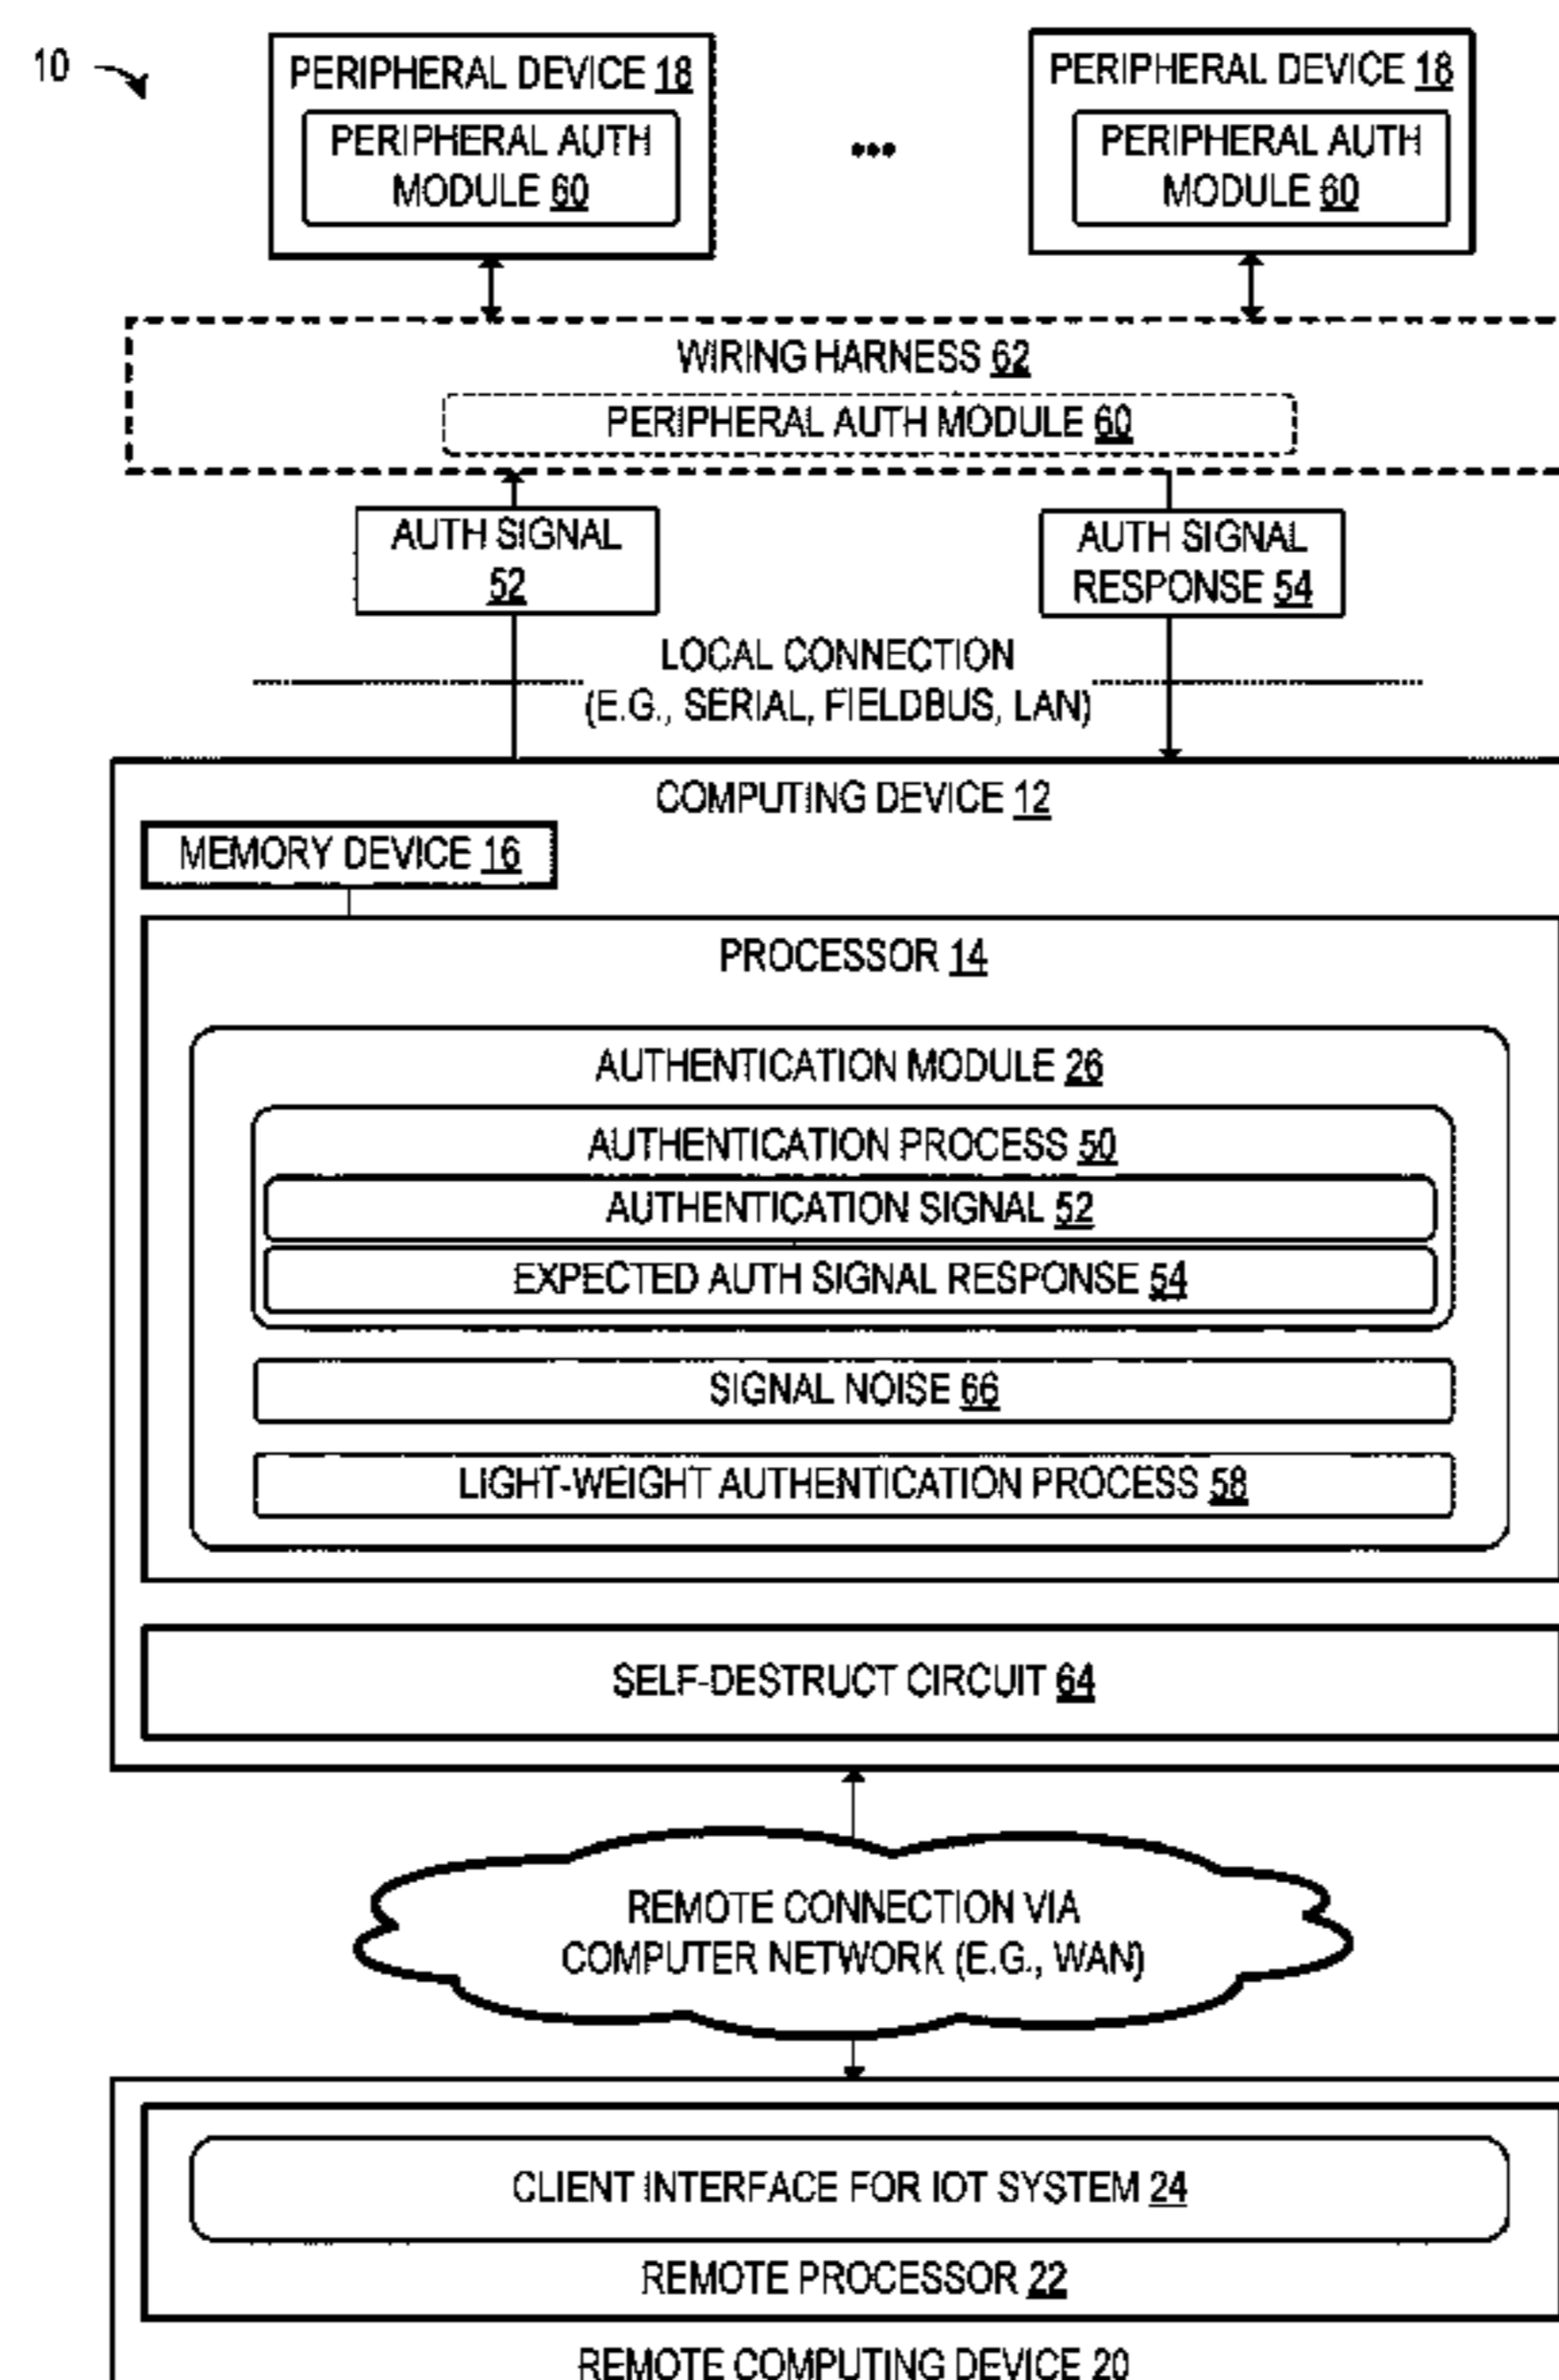 10
PERIPHERAL DEVICE 18
PERIPHERAL AUTH
MODULE 60
...
PERIPHERAL DEVICE 18
PERIPHERAL AUTH
MODULE 60
WIRING HARNESS 62
PERIPHERAL AUTH MODULE 60
AUTH SIGNAL
52
AUTH SIGNAL
RESPONSE 54
LOCAL CONNECTION
(E.G., SERIAL, FIELDBUS, LAN)
COMPUTING DEVICE 12
MEMORY DEVICE 16
PROCESSOR 14
AUTHENTICATION MODULE 26
AUTHENTICATION PROCESS 50
AUTHENTICATION SIGNAL 52
EXPECTED AUTH SIGNAL RESPONSE 54
SIGNAL NOISE 66
LIGHT-WEIGHT AUTHENTICATION PROCESS 58
SELF-DESTRUCT CIRCUIT 64
REMOTE CONNECTION VIA
COMPUTER NETWORK (E.G., WAN)
CLIENT INTERFACE FOR IOT SYSTEM 24
REMOTE PROCESSOR 22
REMOTE COMPUTING DEVICE 20